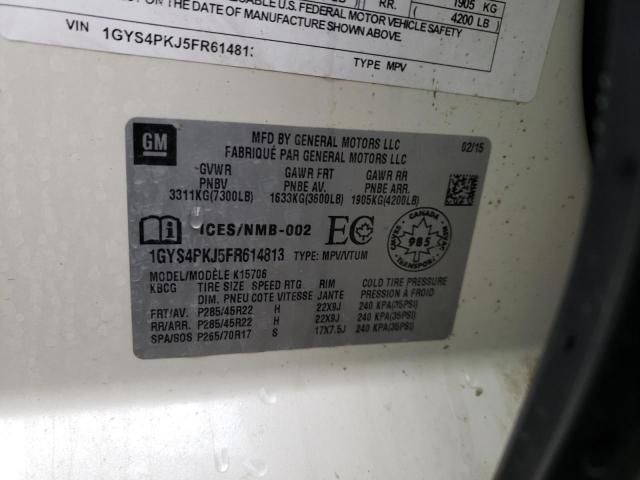 RR. 1905 KG
4200 LB
U.S. FEDERAL MOTOR VEHICLE SAFETY
DATE OF MANUFACTURE SHOWN ABOVE.
VIN 1GYS4PKJ5FR61481
TYPE MPV
GM
MFD BY GENERAL MOTORS LLC
FABRIQUÉ PAR GENERAL MOTORS LLC
02/15
GVWR GAWR FRT GAWR RR
PNBV PNBE AV. PNBE ARR.
3311KG(7300LB) 1633KG(3600LB) 1905KG(4200LB)
ICES/NMB-002 EC CANADA 985 TRANSPORT
1GYS4PKJ5FR614813 TYPE: MPV/VTUM
MODEL/MODÈLE K15706
KBCG TIRE SIZE SPEED RTG RIM COLD TIRE PRESSURE
DIM. PNEU COTE VITESSE JANTE PRESSION À FROID
FRT/AV. P285/45R22 H 22X9J 240 KPA(35PSI)
RR/ARR. P285/45R22 H 22X9J 240 KPA(35PSI)
SPA/SOS P265/70R17 S 17X7.5J 240 KPA(35PSI)